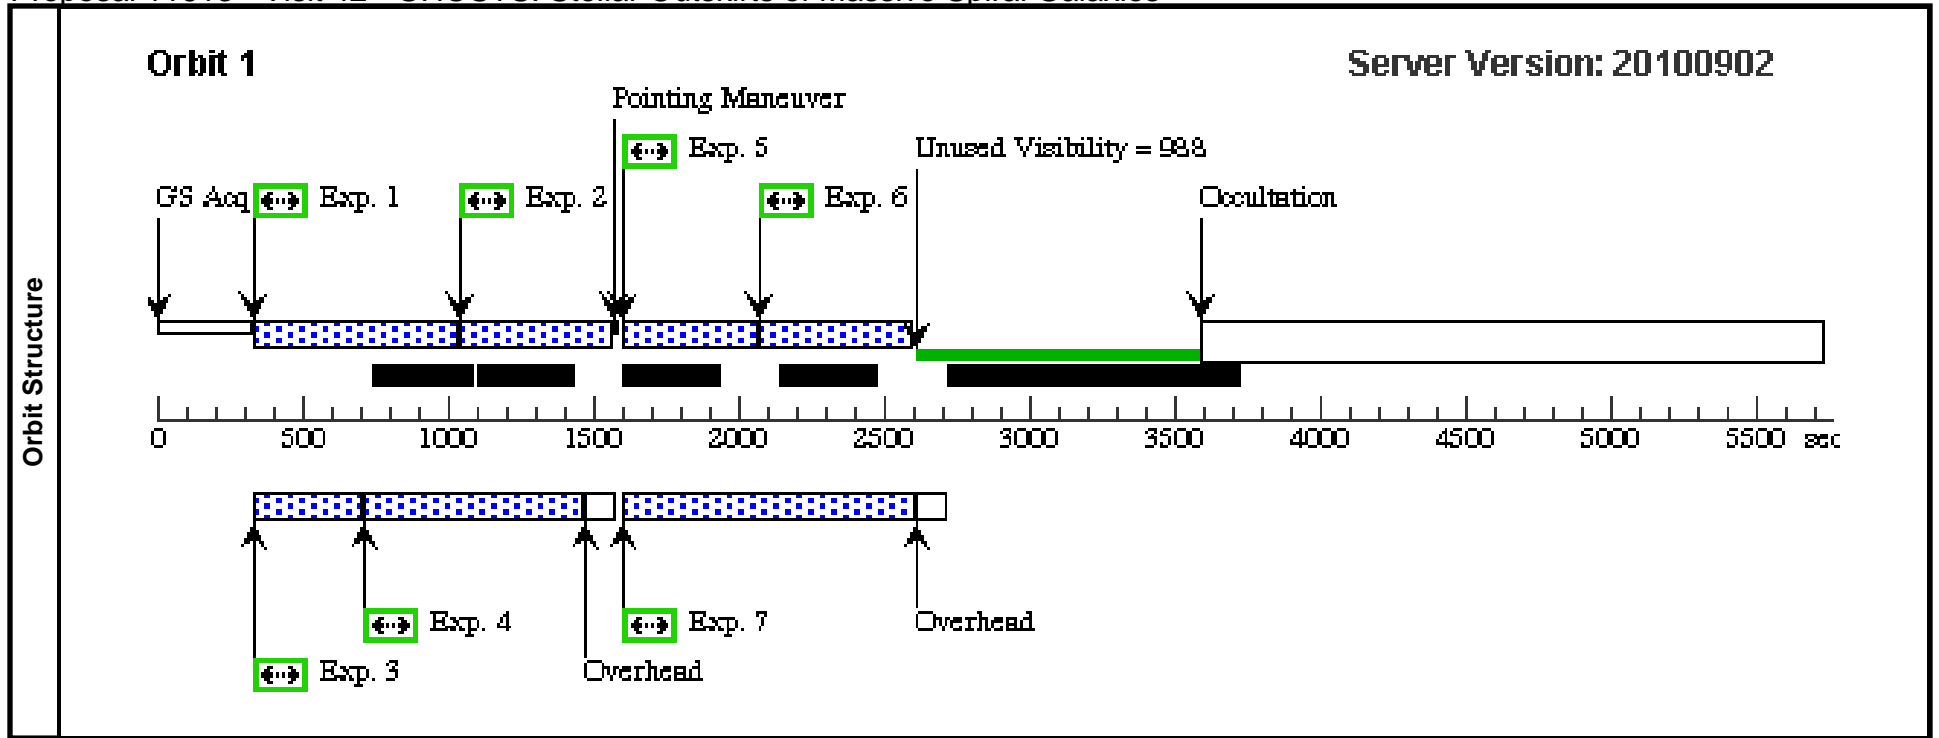 Orbit 1
Server Version: 20100902
Pointing Maneuver
Exp. 5
Unused Visibility = 988
GS Acq
Exp. 1
Exp. 2
Exp. 6
Occultation
Orbit Structure
0 500 1000 1500 2000 2500 3000 3500 4000 4500 5000 5500 sec
Exp. 4
Exp. 7
Overhead
Exp. 3
Overhead